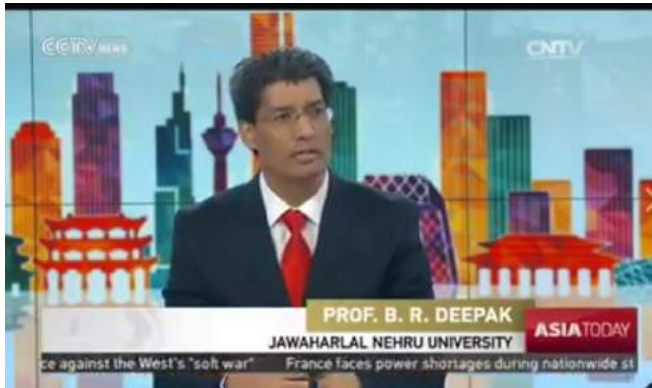 CCTV NEWS
CNTV
PROF. B. R. DEEPAK
JAWAHARLAL NEHRU UNIVERSITY
ASIA TODAY
ce against the West's "soft war" France faces power shortages during nationwide st